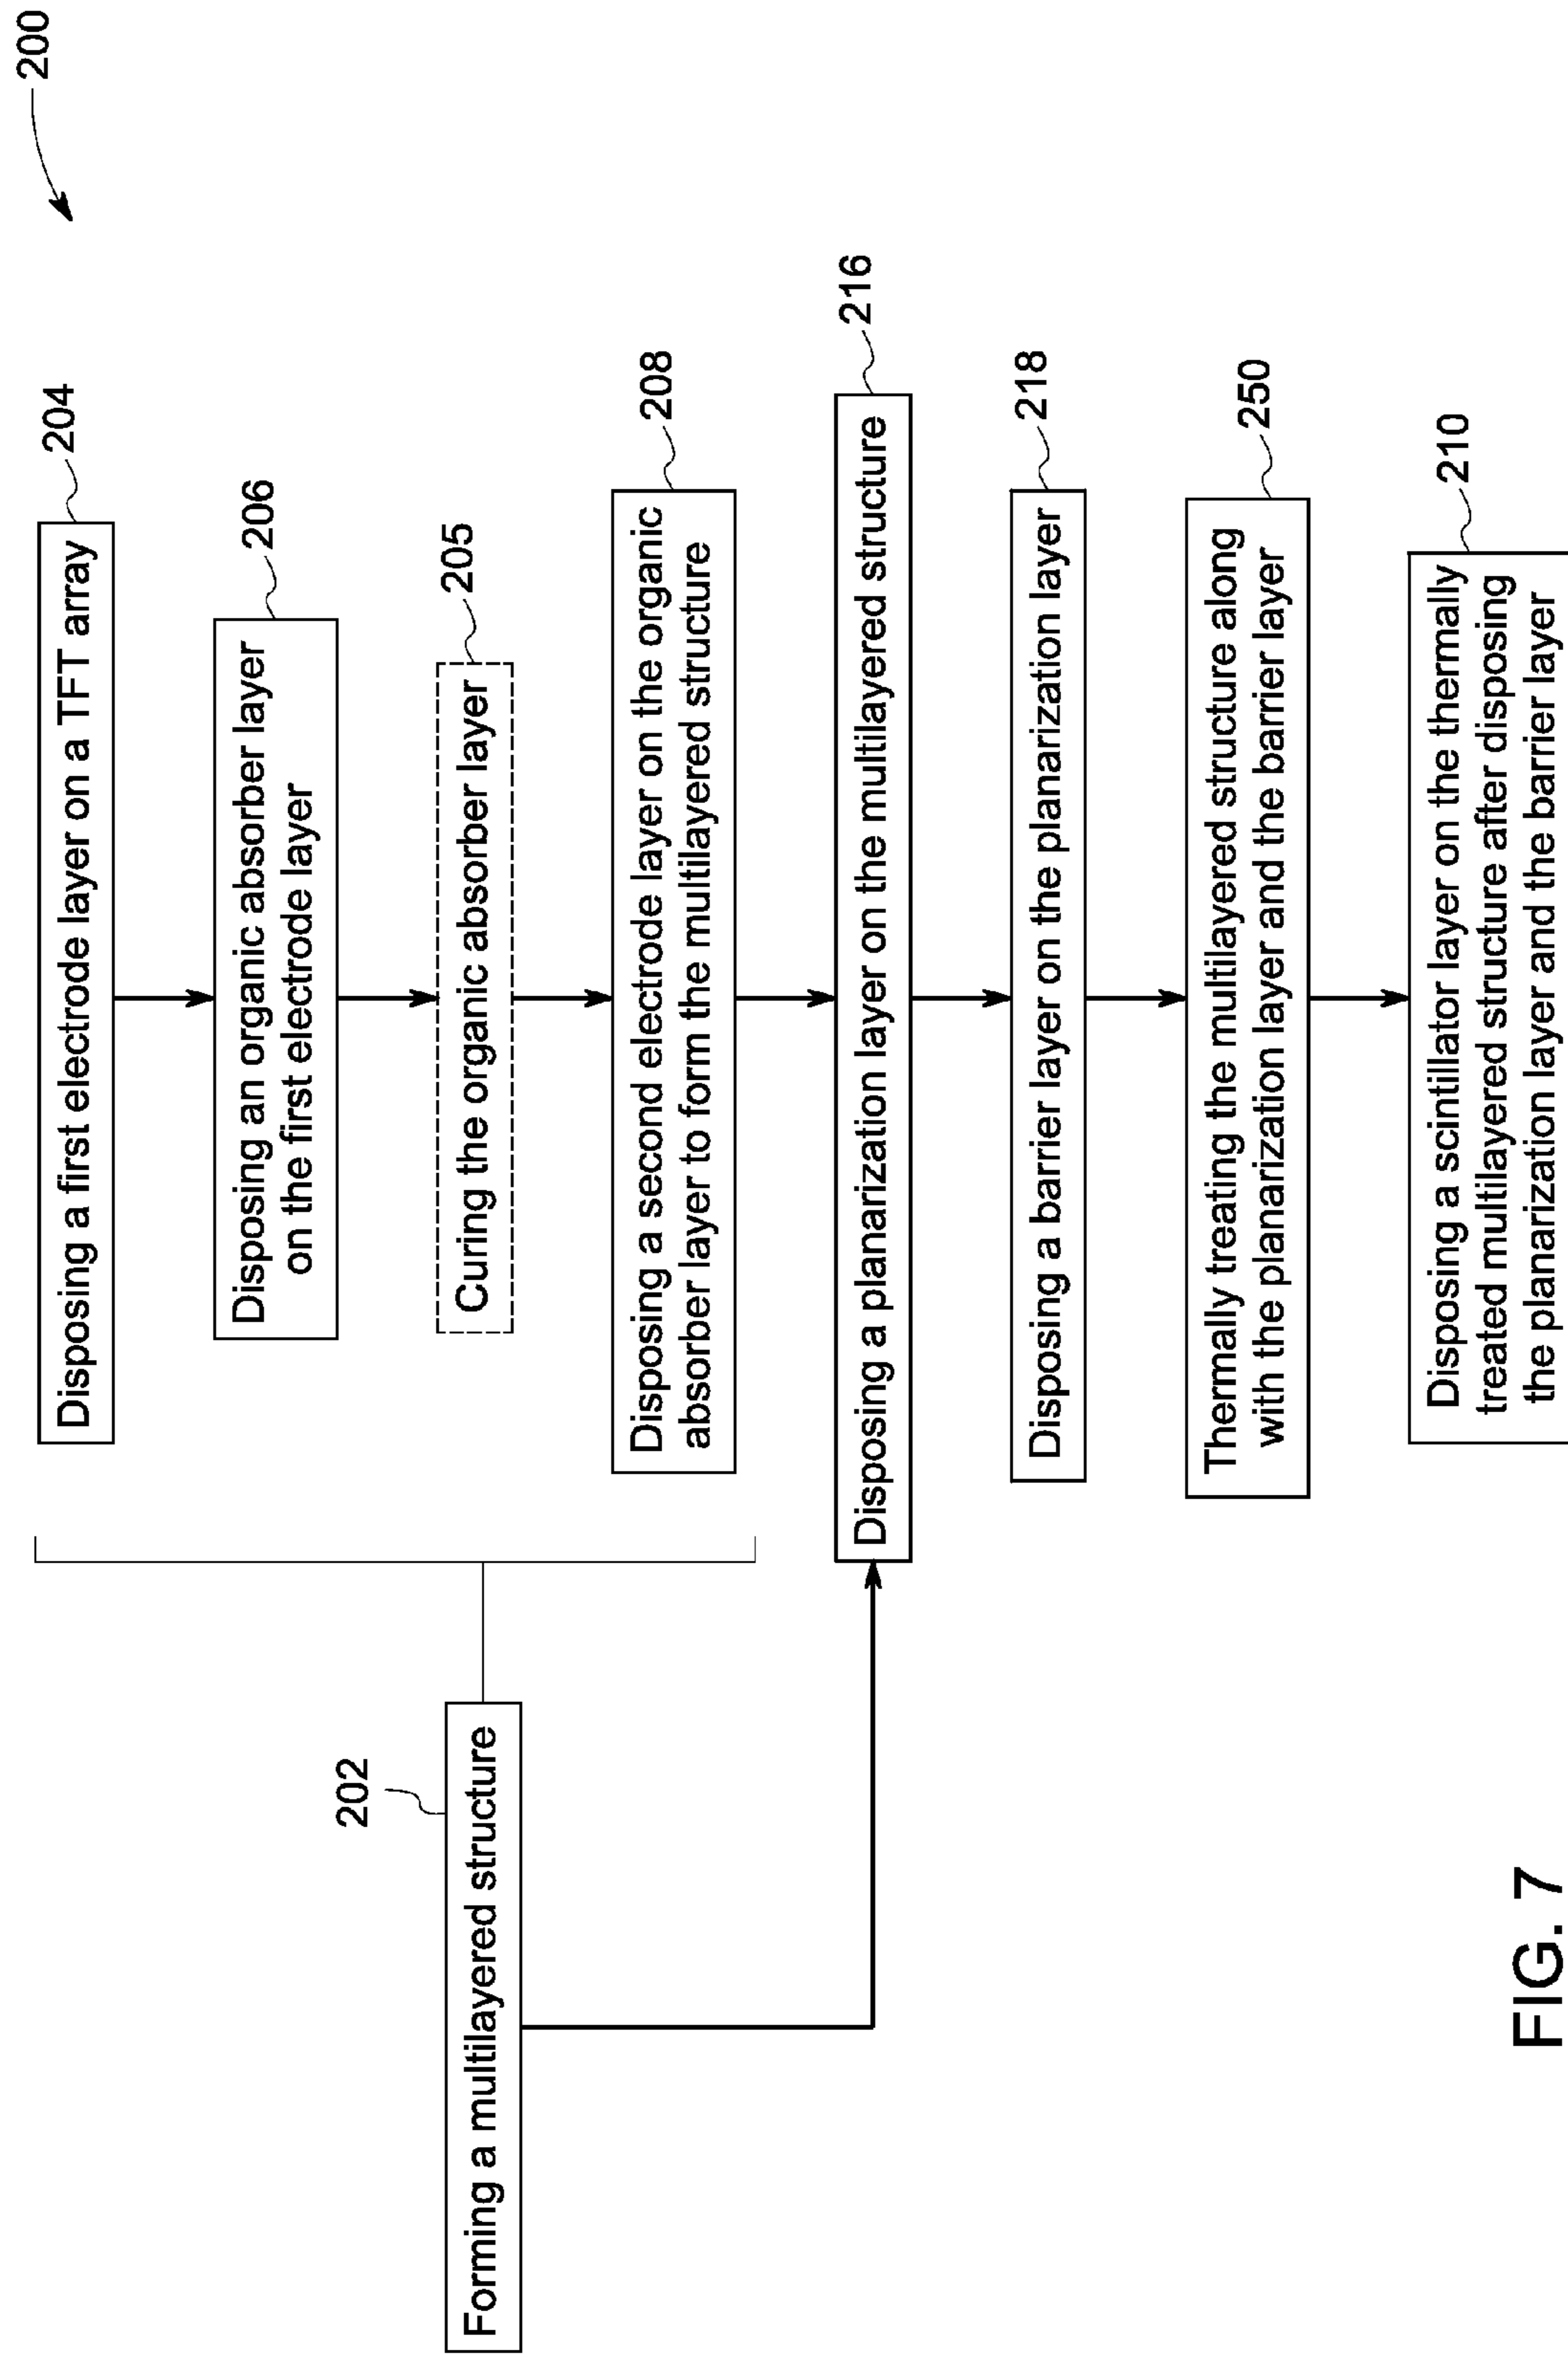 200
204
Disposing a first electrode layer on a TFT array
206
Disposing an organic absorber layer
on the first electrode layer
205
Curing the organic absorber layer
202
Forming a multilayered structure
208
Disposing a second electrode layer on the organic
absorber layer to form the multilayered structure
216
Disposing a planarization layer on the multilayered structure
218
Disposing a barrier layer on the planarization layer
250
Thermally treating the multilayered structure along
with the planarization layer and the barrier layer
210
Disposing a scintillator layer on the thermally
treated multilayered structure after disposing
the planarization layer and the barrier layer
FIG. 7